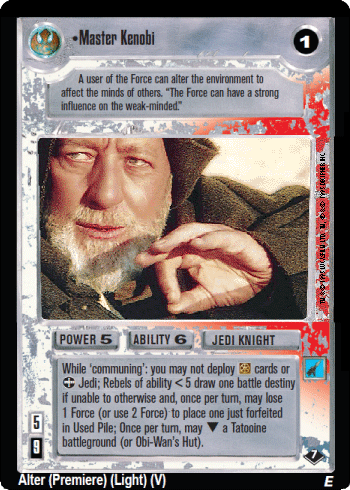 •Master Kenobi
1
A user of the Force can alter the environment to
affect the minds of others. “The Force can have a strong
influence on the weak-minded.”
POWER 5
ABILITY 6
JEDI KNIGHT
While ‘communing’: you may not deploy cards or
Jedi; Rebels of ability < 5 draw one battle destiny
if unable to otherwise and, once per turn, may lose
1 Force (or use 2 Force) to place one just forfeited
in Used Pile; Once per turn, may ▼ a Tatooine
battleground (or Obi-Wan’s Hut).
5
9
7
Alter (Premiere) (Light) (V)
E